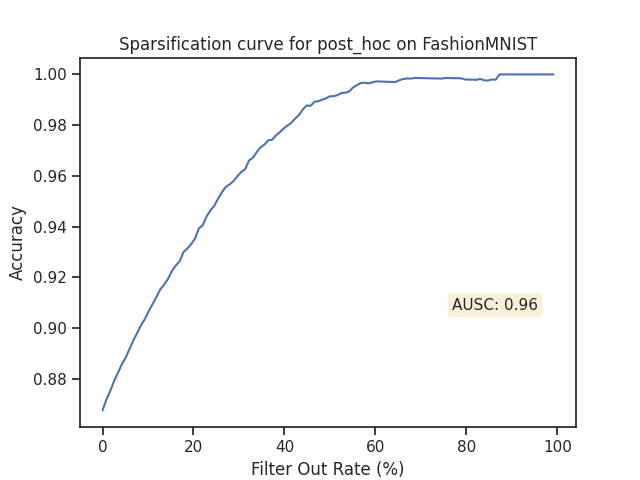 Sparsification curve for post_hoc on FashionMNIST
1.00
0.98
0.96
0.94
0.92
0.90
0.88
Accuracy
AUSC: 0.96
0 20 40 60 80 100
Filter Out Rate (%)